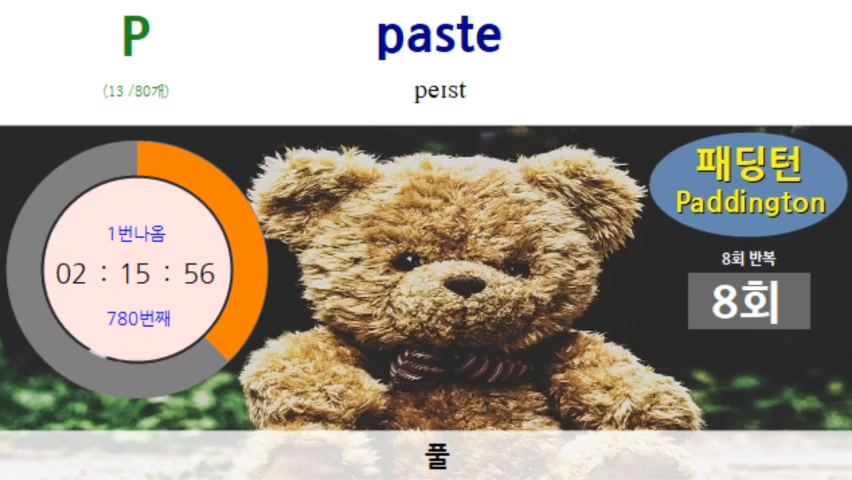 P
paste
(13 /80개)
peɪst
패딩턴
Paddington
1번나옴
02 : 15 : 56
780번째
8회 반복
8회
풀